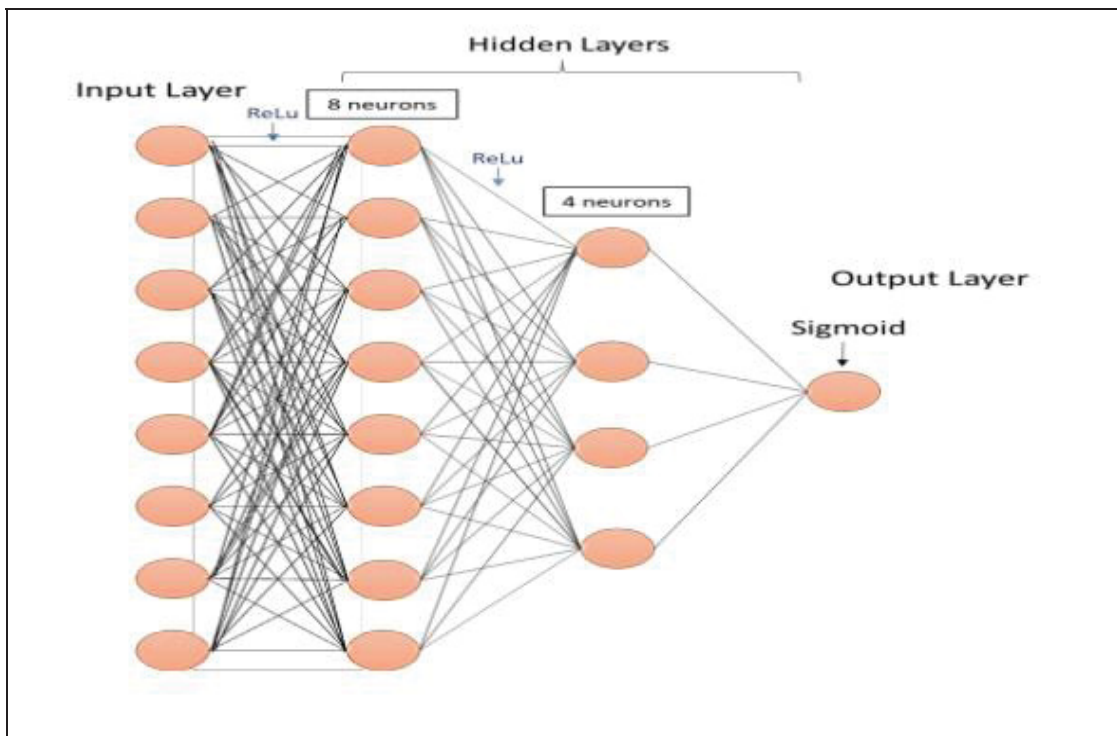 Hidden Layers
Input Layer
8 neurons
ReLu
ReLu
4 neurons
Output Layer
Sigmoid